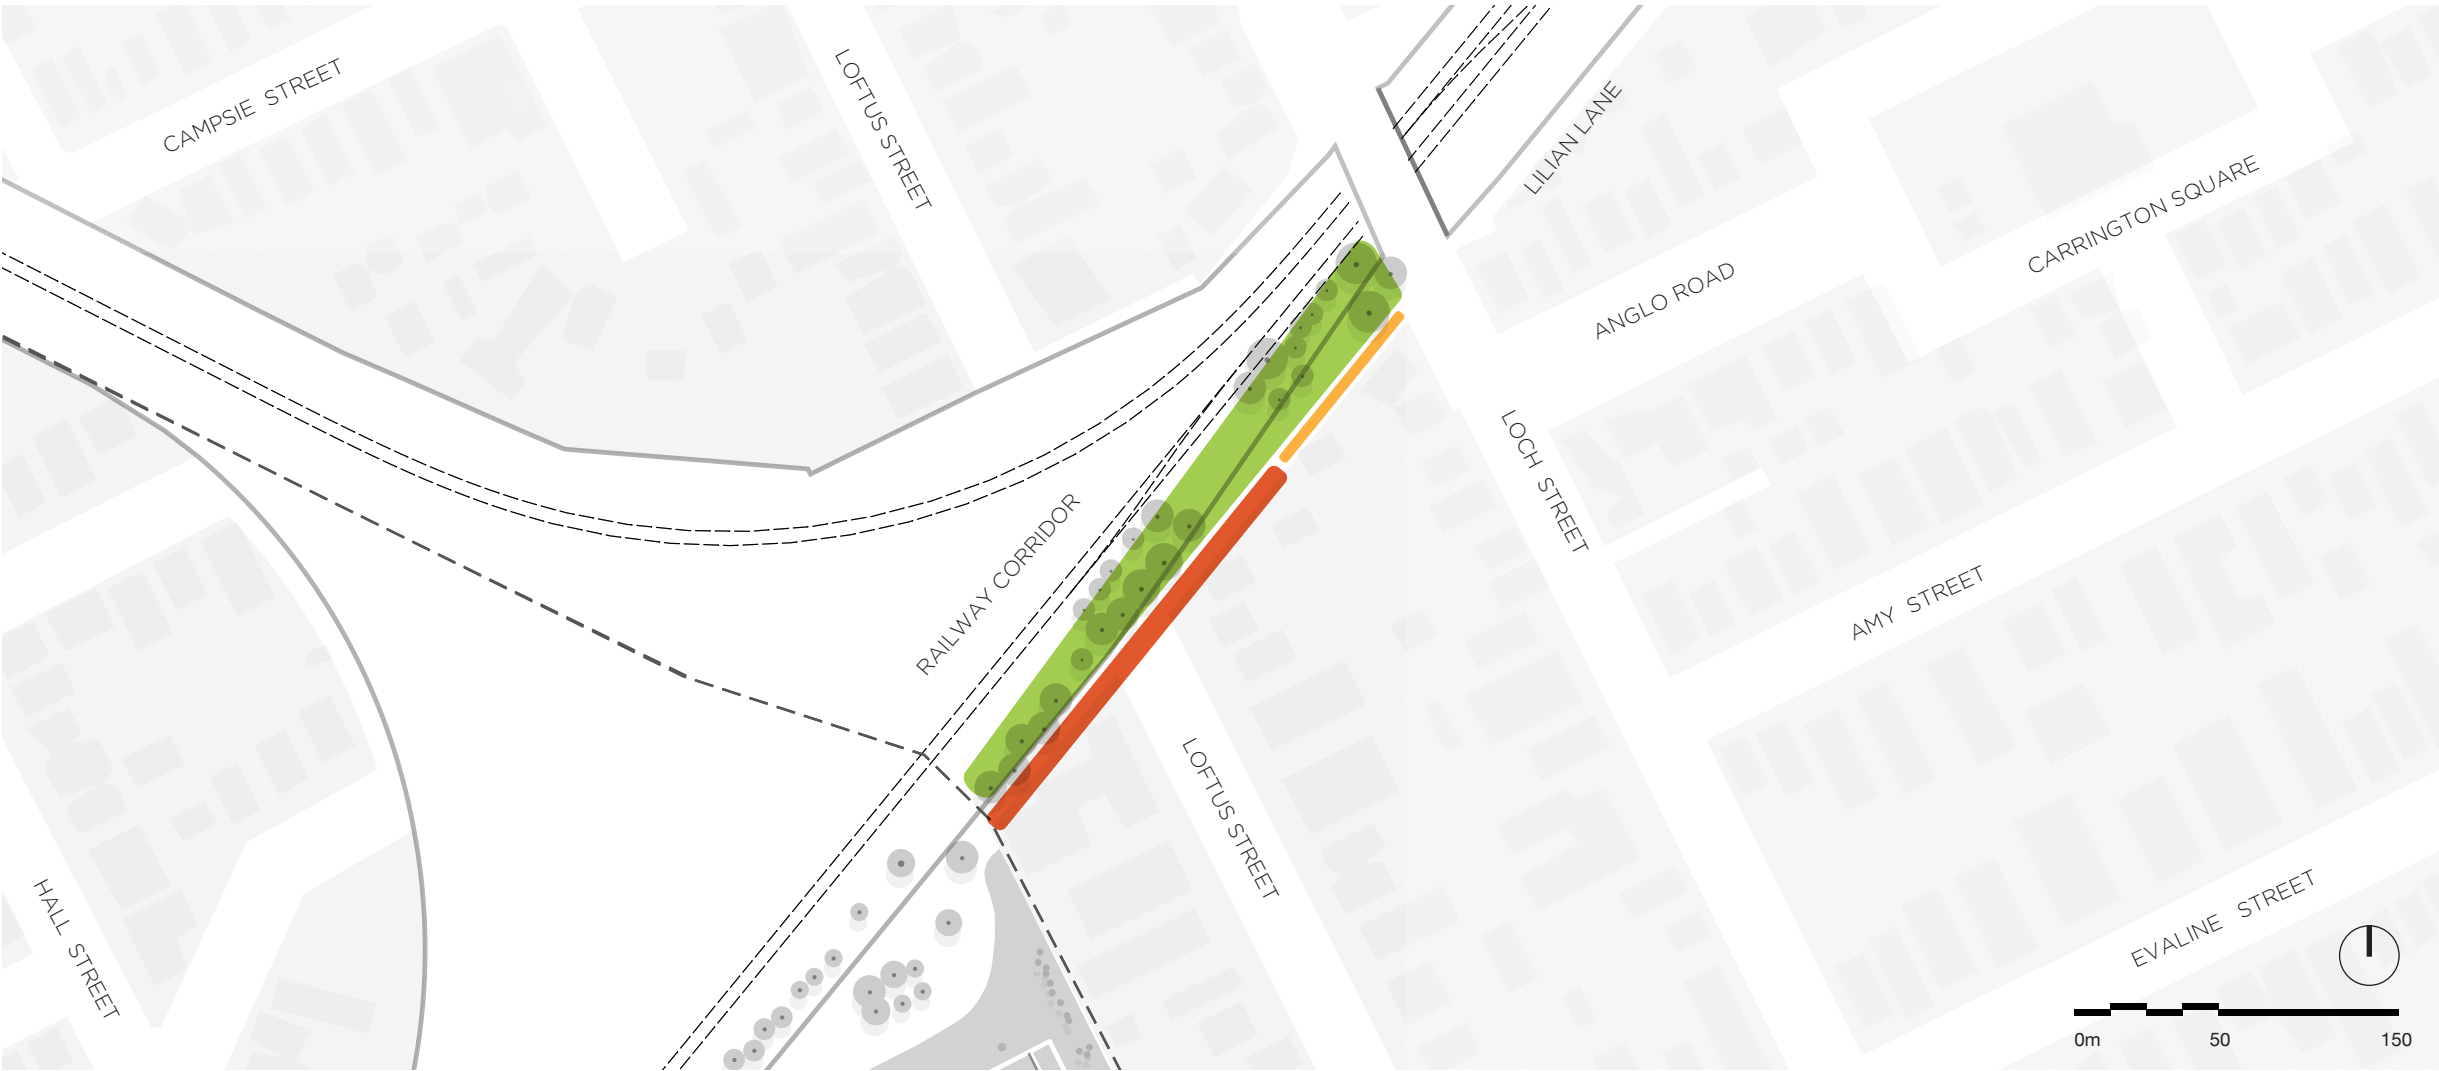 CAMPSIE STREET
LOFTUS STREET
LILIAN LANE
CARRINGTON SQUARE
ANGLO ROAD
LOCH STREET
RAILWAY CORRIDOR
AMY STREET
LOFTUS STREET
HALL STREET
EVALINE STREET
0m 50 150